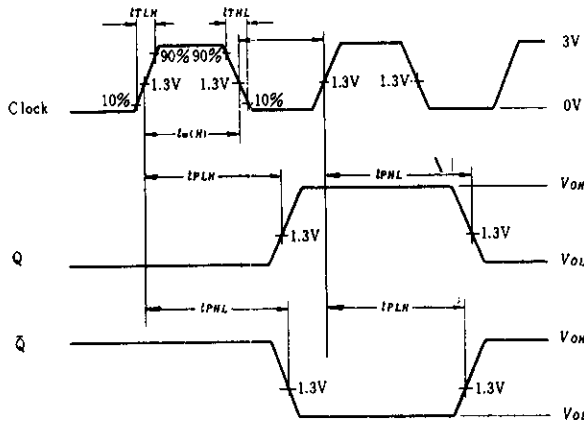 tTLH tTHL
3V
90% 90%
1.3V 1.3V 1.3V 1.3V
Clock 10% 10% 0V
tw(H)
tPLH tPHL VOH
1.3V 1.3V
Q VOL
tPHL tPLH
Q̄ VOH
1.3V 1.3V
VOL